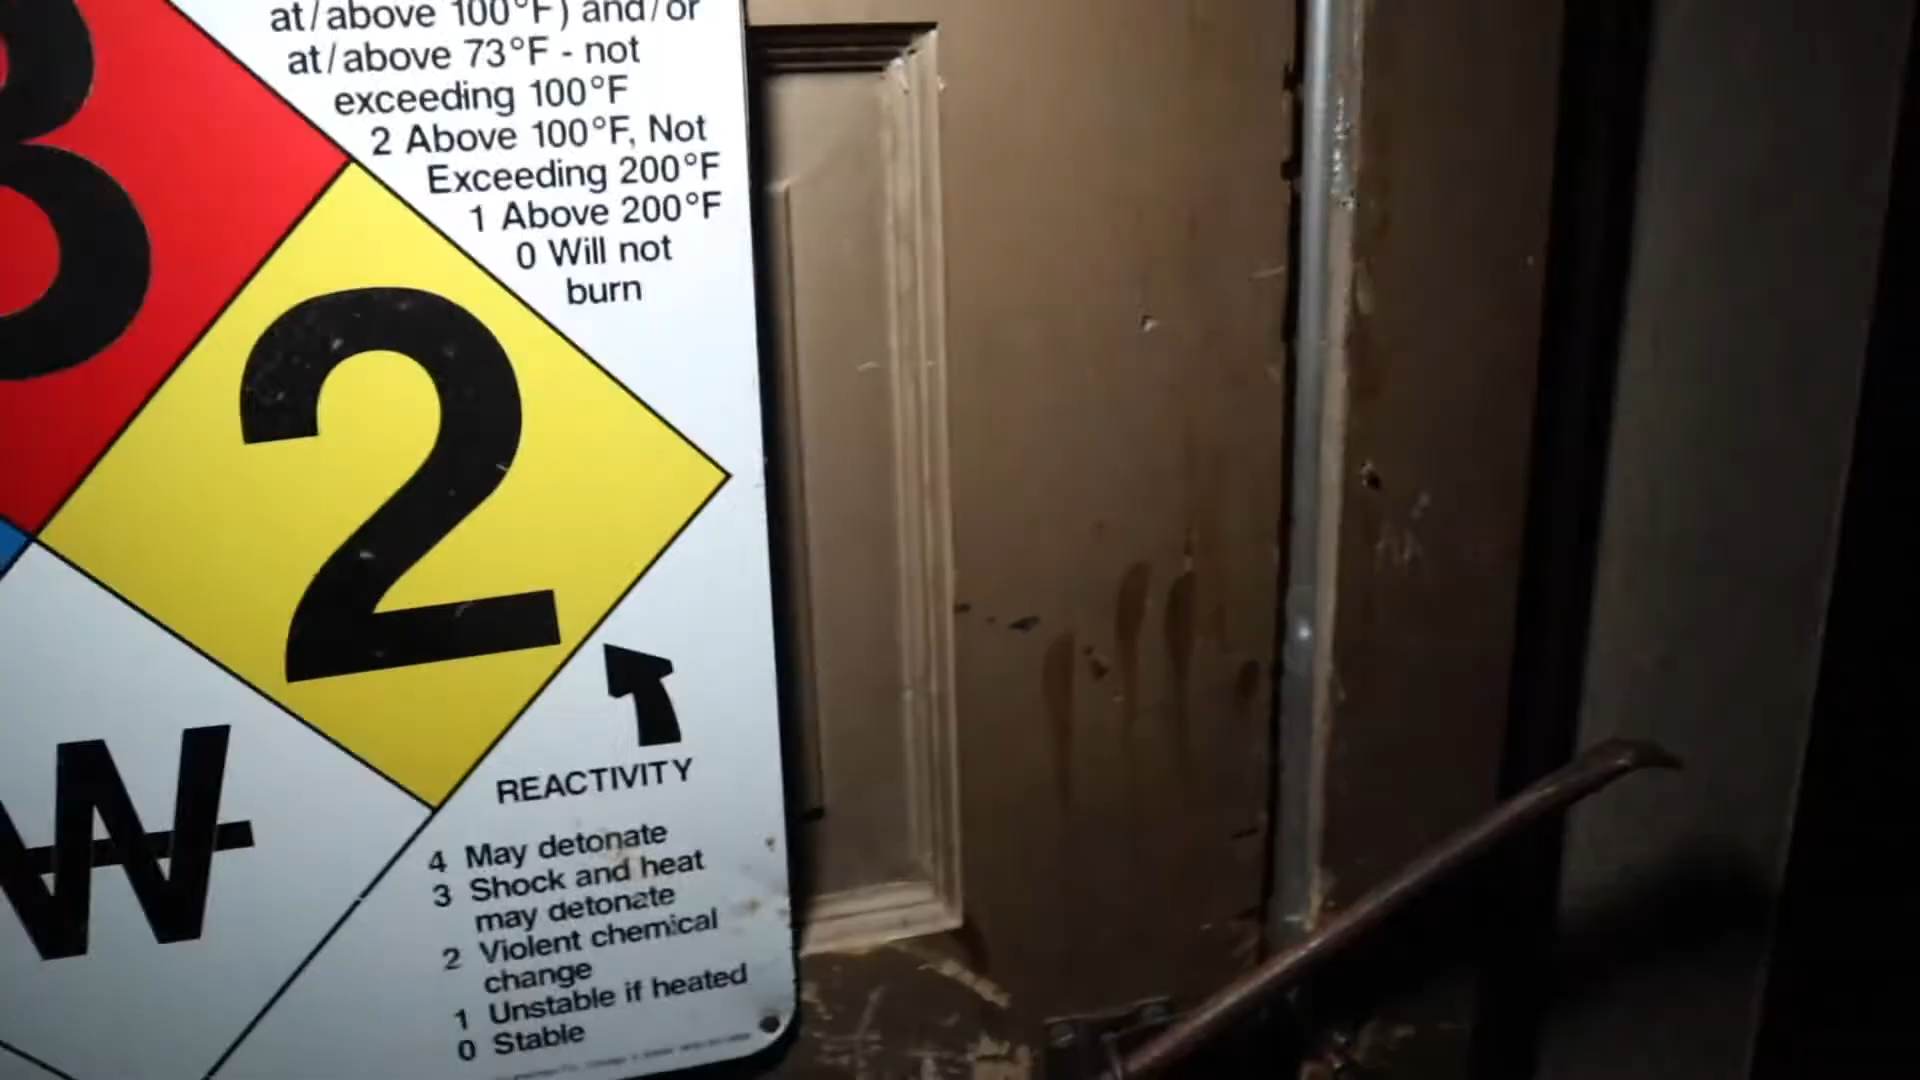 at/above 100°F) and/or
at/above 73°F - not
exceeding 100°F
2 Above 100°F, Not
Exceeding 200°F
1 Above 200°F
0 Will not
burn
3
2
W
REACTIVITY
4 May detonate
3 Shock and heat
may detonate
2 Violent chemical
change
1 Unstable if heated
0 Stable